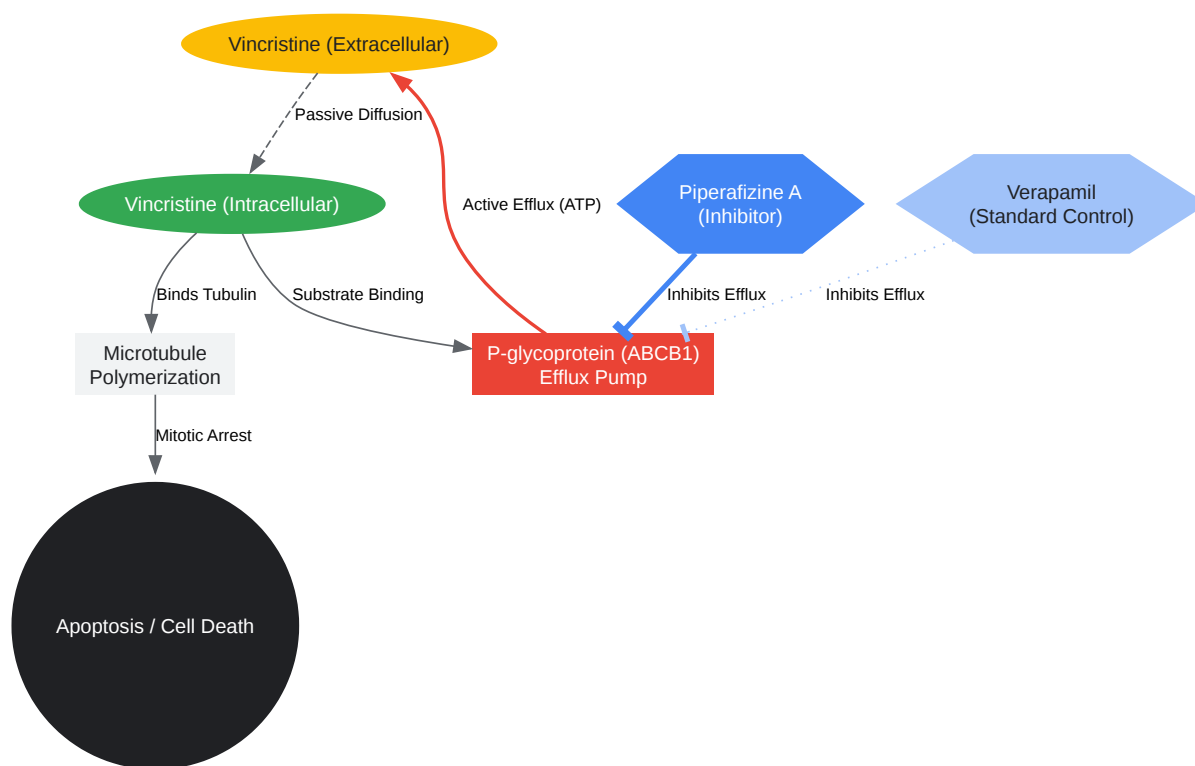 Vincristine (Extracellular)
Passive Diffusion
Vincristine (Intracellular)
Active Efflux (ATP)
Piperafizine A
(Inhibitor)
Verapamil
(Standard Control)
Binds Tubulin
Substrate Binding
Inhibits Efflux
Inhibits Efflux
Microtubule
Polymerization
P-glycoprotein (ABCB1)
Efflux Pump
Mitotic Arrest
Apoptosis / Cell Death